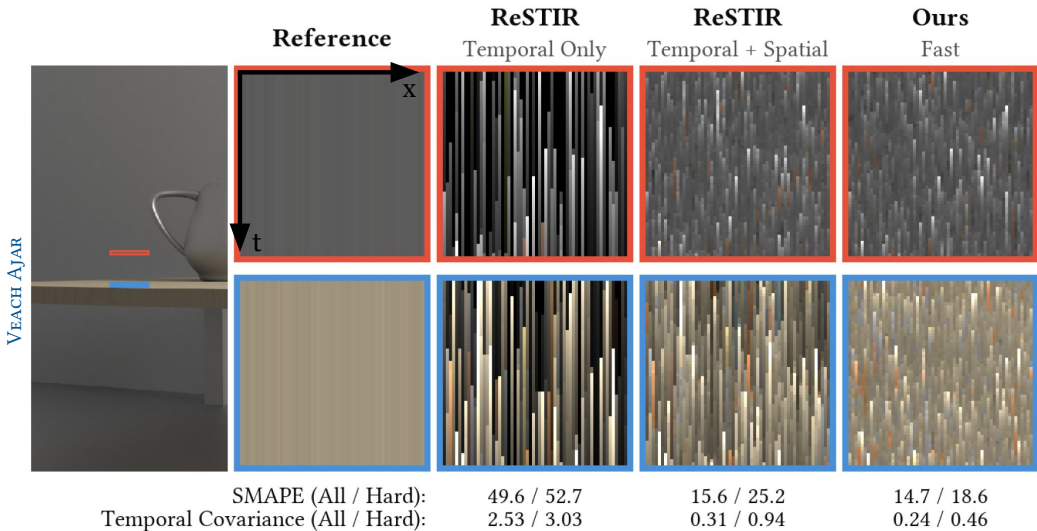 Reference
ReSTIR
Temporal Only
ReSTIR
Temporal + Spatial
Ours
Fast
VEACH AJAR
x
t
SMAPE (All / Hard): 49.6 / 52.7 15.6 / 25.2 14.7 / 18.6
Temporal Covariance (All / Hard): 2.53 / 3.03 0.31 / 0.94 0.24 / 0.46